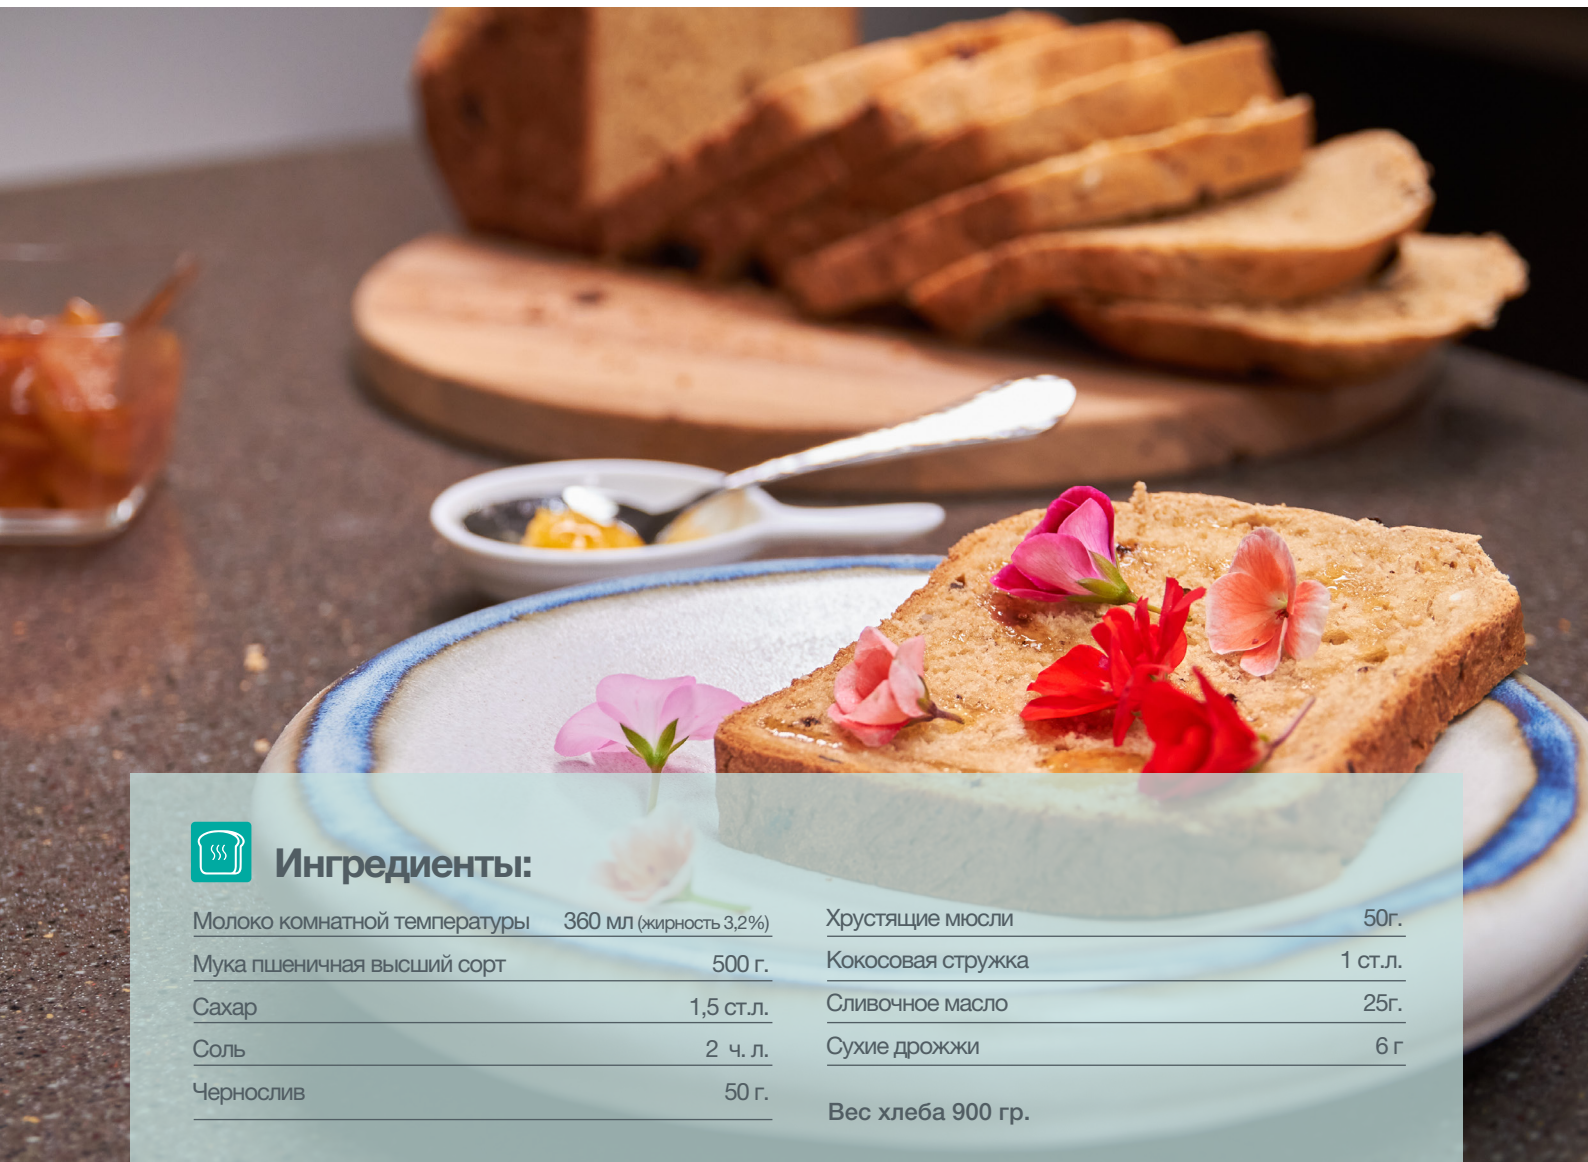 Ингредиенты:
Молоко комнатной температуры 360 мл (жирность 3,2%)
Мука пшеничная высший сорт 500 г.
Сахар 1,5 ст.л.
Соль 2 ч. л.
Чернослив 50 г.
Хрустящие мюсли 50г.
Кокосовая стружка 1 ст.л.
Сливочное масло 25г.
Сухие дрожжи 6 г
Вес хлеба 900 гр.